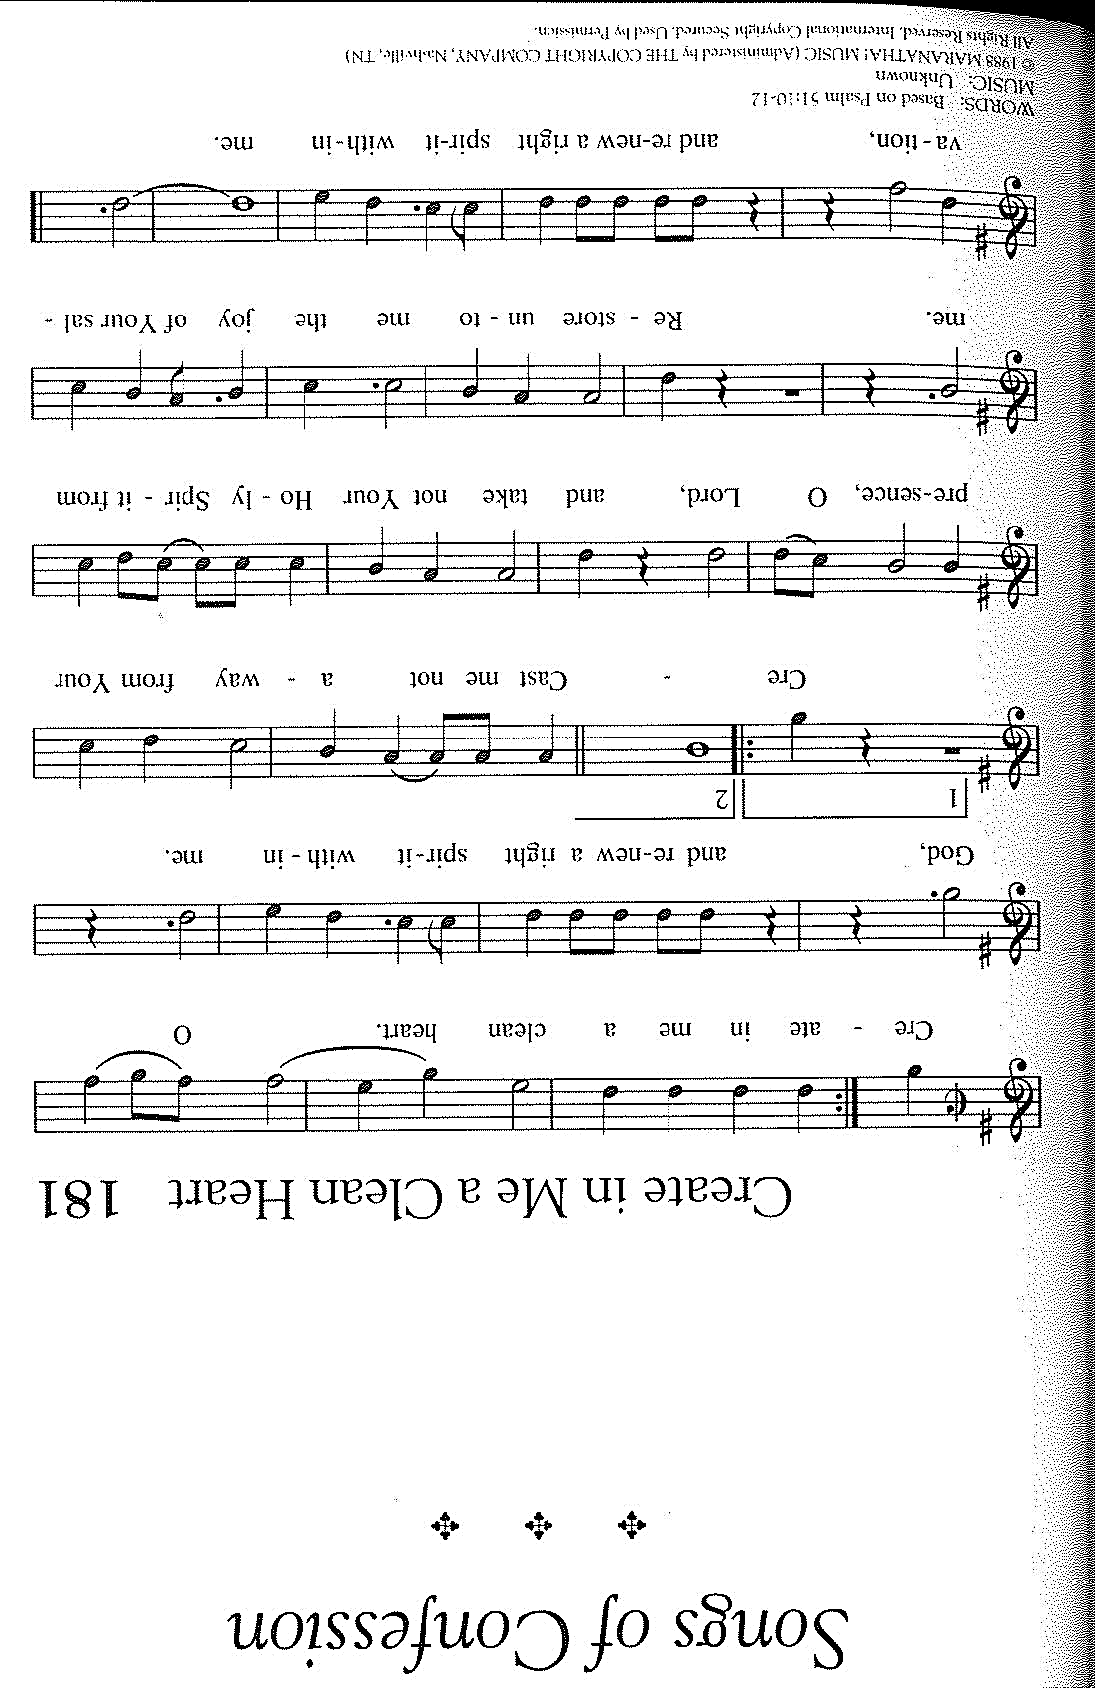 Songs of Confession
Create in Me a Clean Heart 181
Cre - ate in me a clean heart. O
God, and re-new a right spir-it with-in me.
1 2
Cre - Cast me not a - way from Your
pre-sence, O Lord, and take not Your Ho - ly Spir - it from
me. Re - store un - to me the joy of Your sal -
va - tion, and re-new a right spir-it with-in me.
WORDS: Based on Psalm 51:10-12
MUSIC: Unknown
© 1988 MARANATHA! MUSIC (Administered by THE COPYRIGHT COMPANY, Nashville, TN)
All Rights Reserved. International Copyright Secured. Used by Permission.